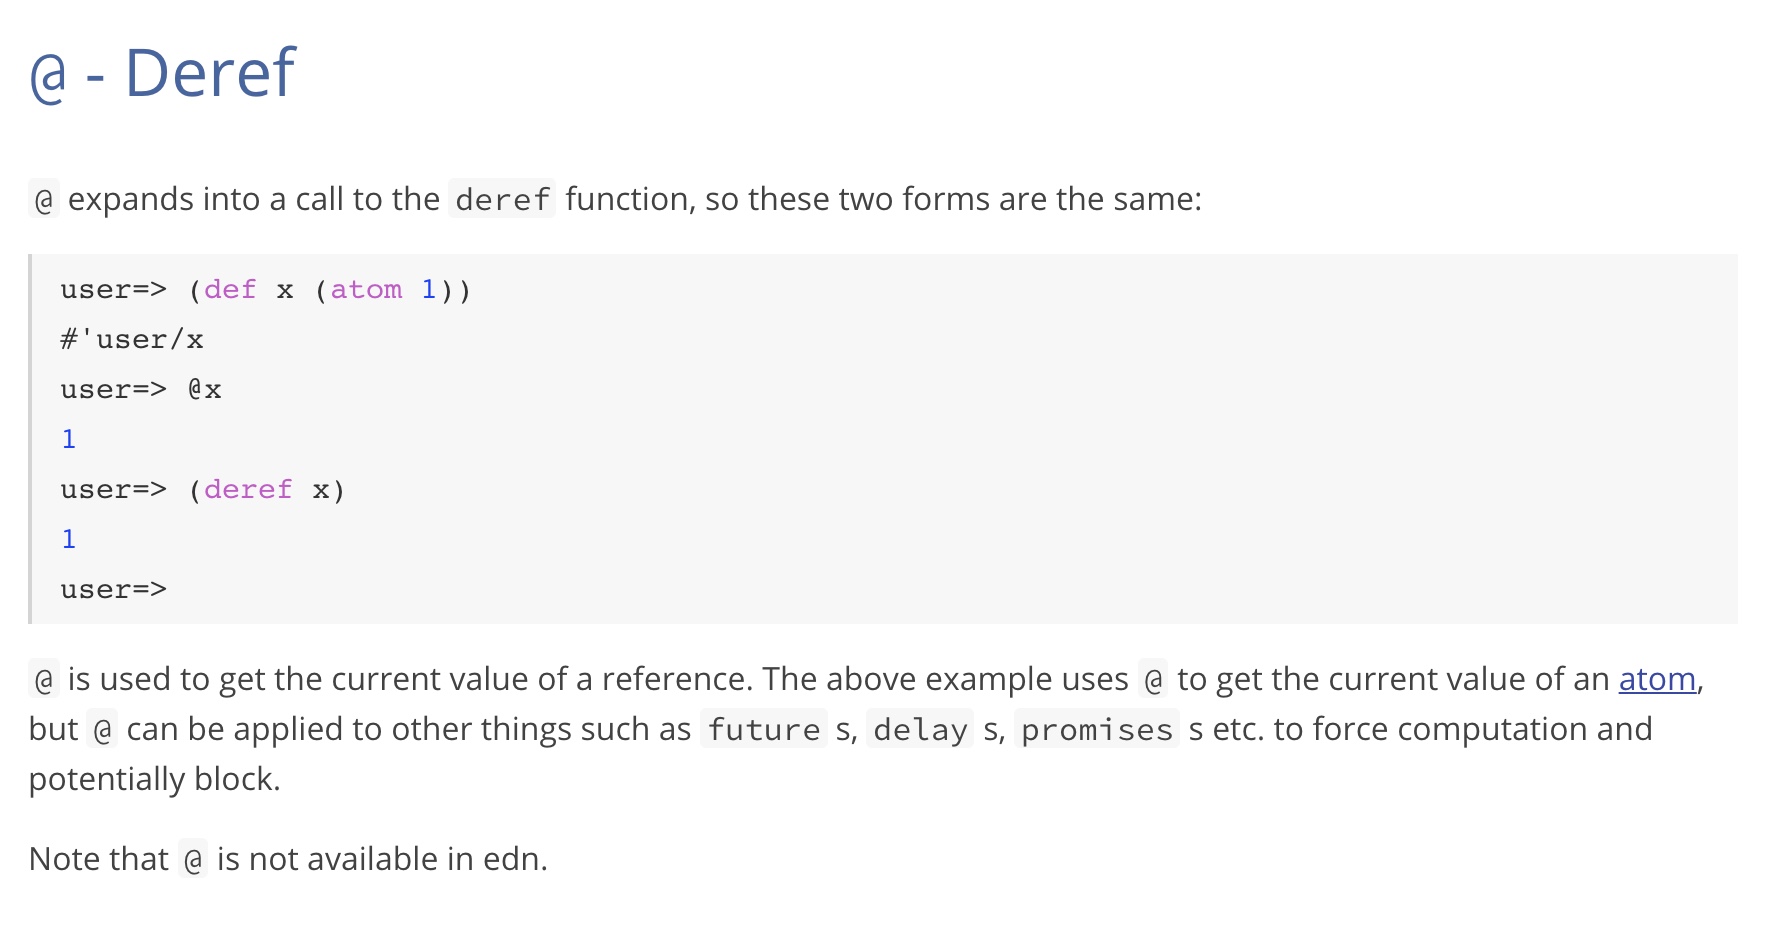 @ - Deref
@ expands into a call to the deref function, so these two forms are the same:
user=> (def x (atom 1))
#'user/x
user=> @x
1
user=> (deref x)
1
user=>
@ is used to get the current value of a reference. The above example uses @ to get the current value of an atom,
but @ can be applied to other things such as future s, delay s, promises s etc. to force computation and
potentially block.
Note that @ is not available in edn.